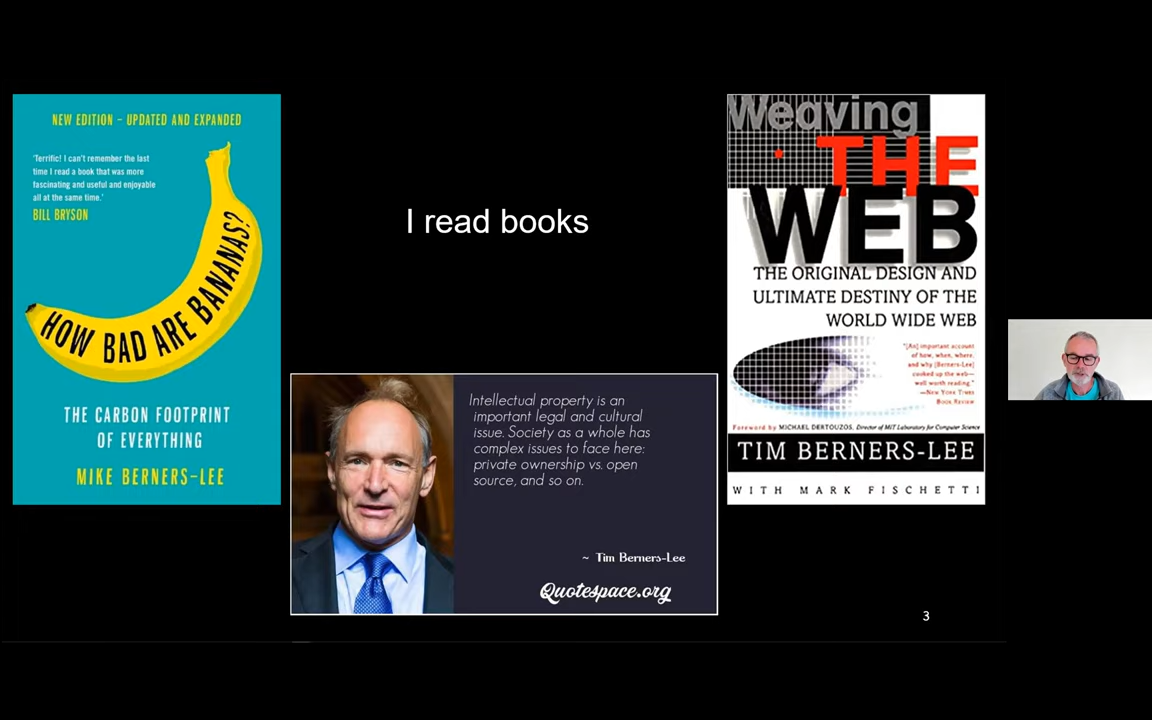 NEW EDITION – UPDATED AND EXPANDED
'Terrific! I can't remember the last
time I read a book that was more
fascinating and useful and enjoyable
all at the same time.'
BILL BRYSON
HOW BAD ARE BANANAS?
THE CARBON FOOTPRINT
OF EVERYTHING
MIKE BERNERS-LEE
I read books
Intellectual property is an
important legal and cultural
issue. Society as a whole has
complex issues to face here:
private ownership vs. open
source, and so on.
~ Tim Berners-Lee
Quotespace.org
Weaving
THE
WEB
THE ORIGINAL DESIGN AND
ULTIMATE DESTINY OF THE
WORLD WIDE WEB
"[An] important account
of how, when, where,
and why [Berners-Lee]
cooked up the web—
well worth reading."
—NEW YORK TIMES
BOOK REVIEW
Foreword by MICHAEL DERTOUZOS, Director of MIT Laboratory for Computer Science
TIM BERNERS-LEE
WITH MARK FISCHETTI
3